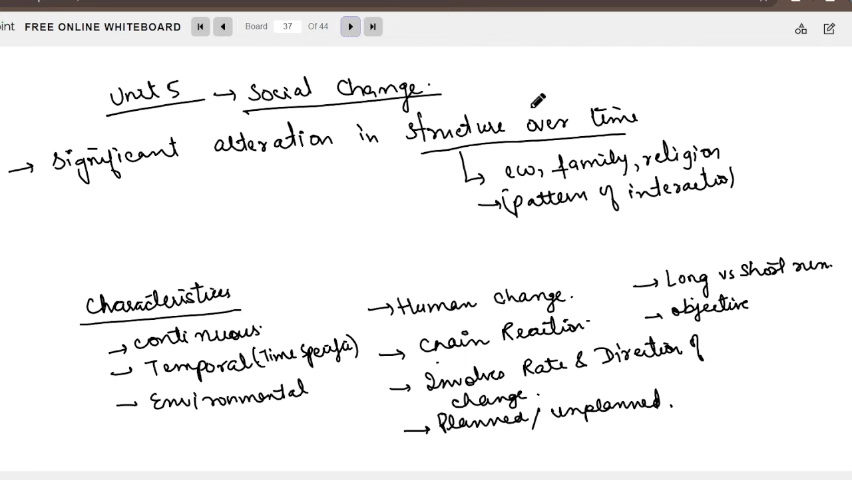 oint FREE ONLINE WHITEBOARD Board 37 Of 44
Unit 5 → Social Change.
→ Significant alteration in structure over time
eco, family, religion
→ (pattern of interaction)
Characteristics
→ continuous.
→ Temporal (Time Specific)
→ Environmental
→ Human change.
→ Chain Reaction.
→ Involves Rate & Direction of
change.
→ Planned / unplanned.
→ Long vs Short run.
→ objective